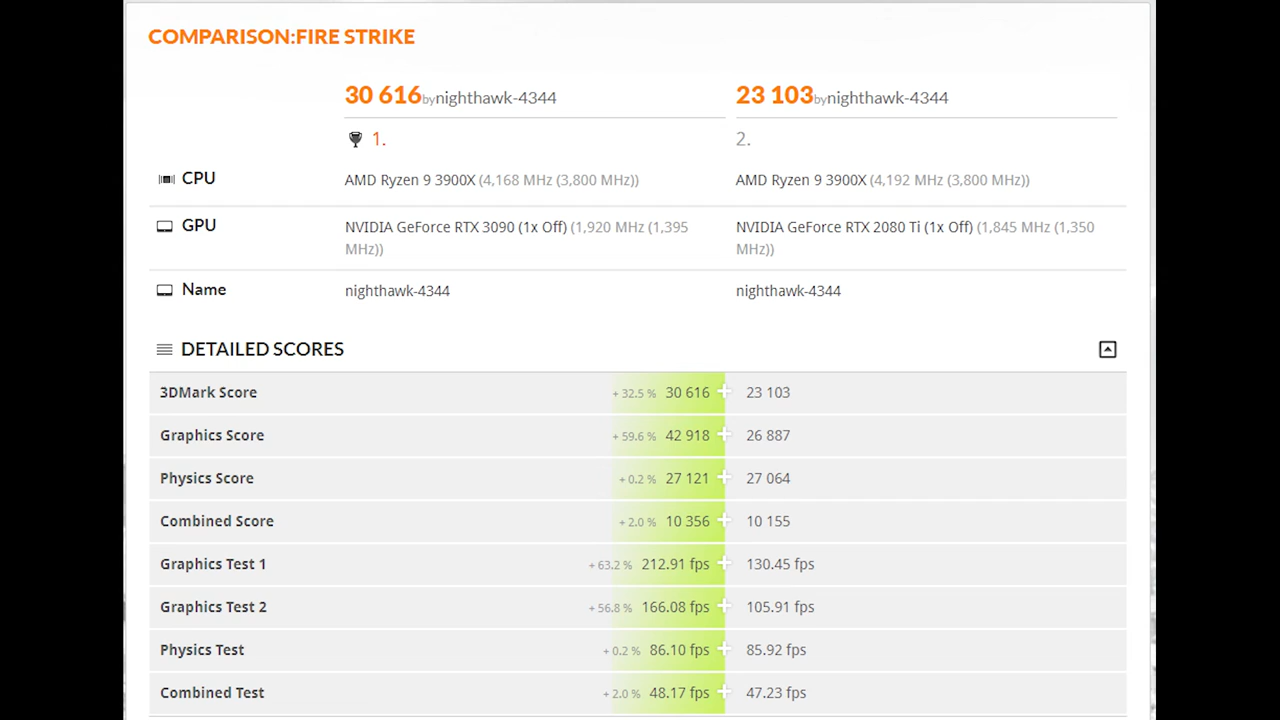 COMPARISON:FIRE STRIKE
30 616 by nighthawk-4344 23 103 by nighthawk-4344
1. 2.
CPU AMD Ryzen 9 3900X (4,168 MHz (3,800 MHz)) AMD Ryzen 9 3900X (4,192 MHz (3,800 MHz))
GPU NVIDIA GeForce RTX 3090 (1x Off) (1,920 MHz (1,395 MHz)) NVIDIA GeForce RTX 2080 Ti (1x Off) (1,845 MHz (1,350 MHz))
Name nighthawk-4344 nighthawk-4344
DETAILED SCORES
3DMark Score + 32.5 % 30 616 23 103
Graphics Score + 59.6 % 42 918 26 887
Physics Score + 0.2 % 27 121 27 064
Combined Score + 2.0 % 10 356 10 155
Graphics Test 1 + 63.2 % 212.91 fps 130.45 fps
Graphics Test 2 + 56.8 % 166.08 fps 105.91 fps
Physics Test + 0.2 % 86.10 fps 85.92 fps
Combined Test + 2.0 % 48.17 fps 47.23 fps